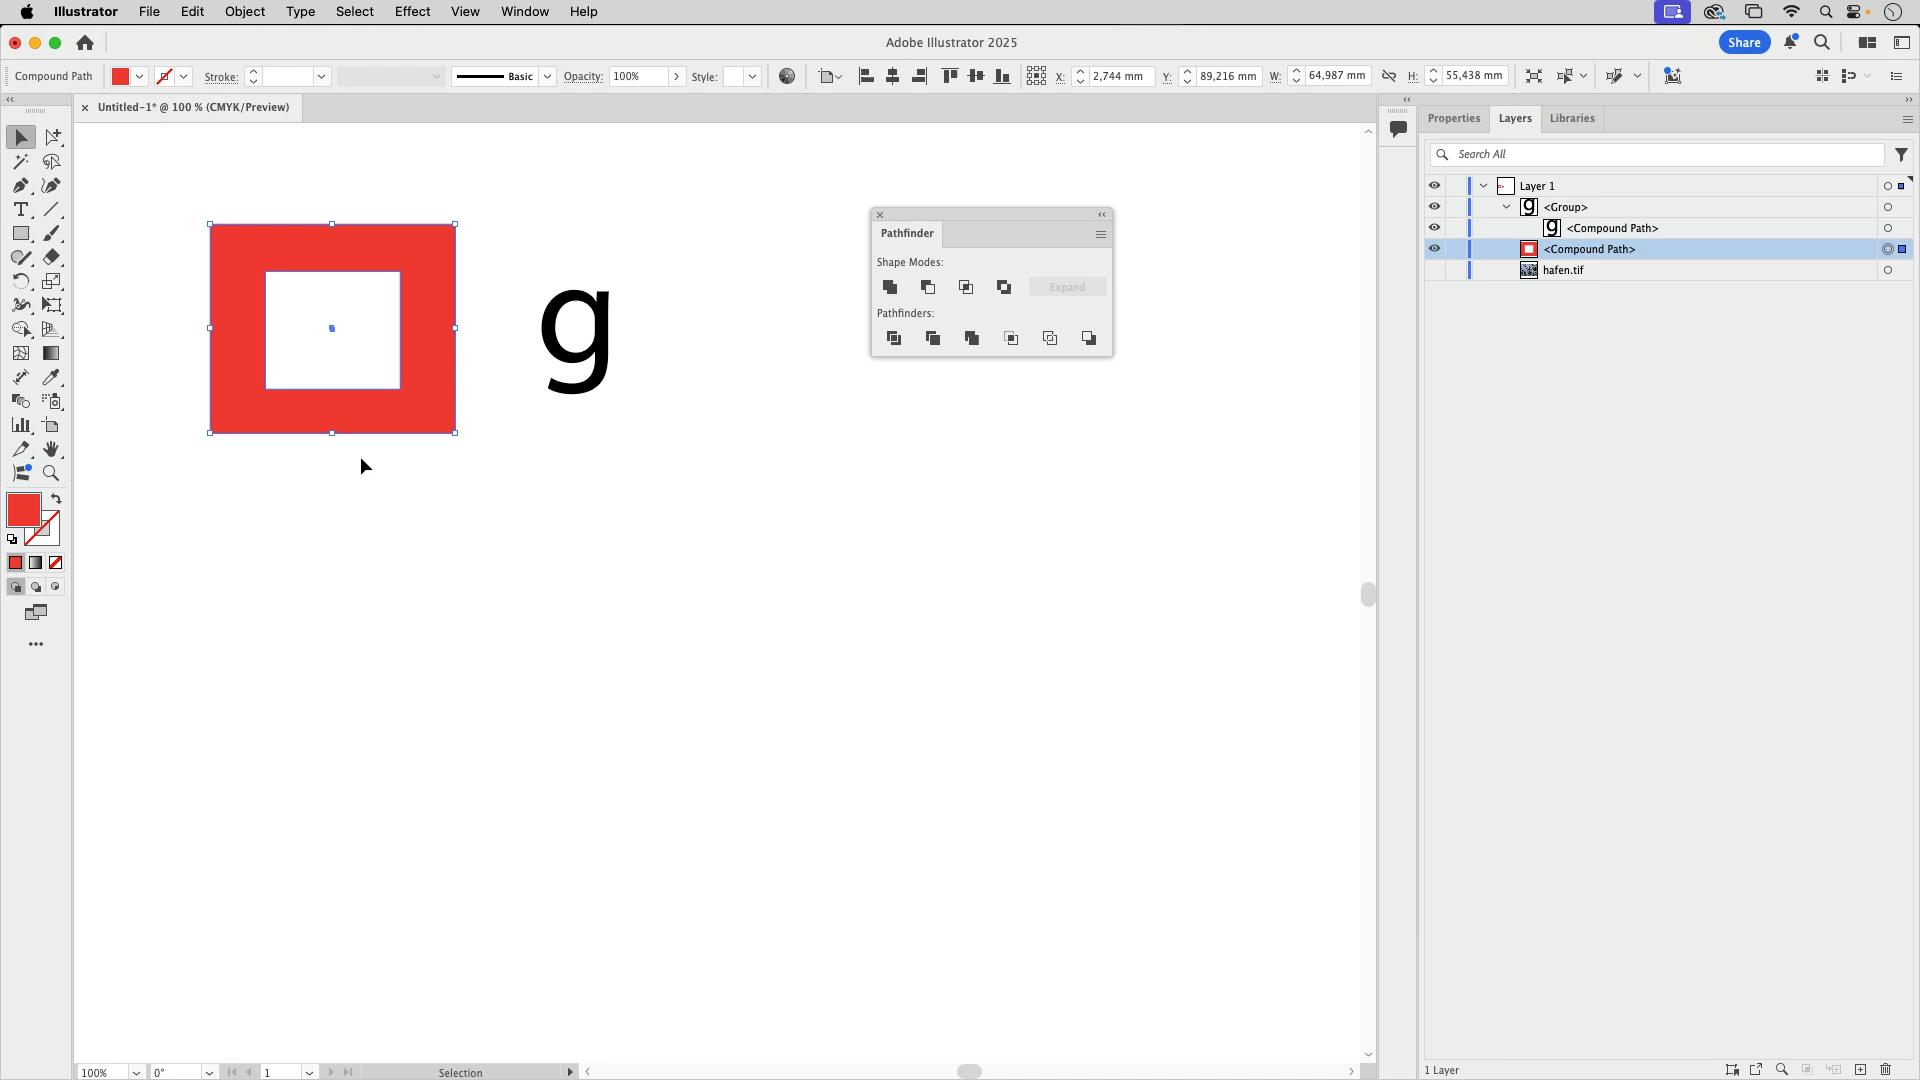 Illustrator File Edit Object Type Select Effect View Window Help
Adobe Illustrator 2025
Share
Compound Path Stroke: Basic Opacity: 100% Style: X: 2,744 mm Y: 89,216 mm W: 64,987 mm H: 55,438 mm
Untitled-1* @ 100 % (CMYK/Preview)
Properties Layers Libraries
Search All
Layer 1
<Group>
<Compound Path>
<Compound Path>
hafen.tif
Pathfinder
Shape Modes:
Expand
Pathfinders:
g
100% 0° 1 Selection
1 Layer